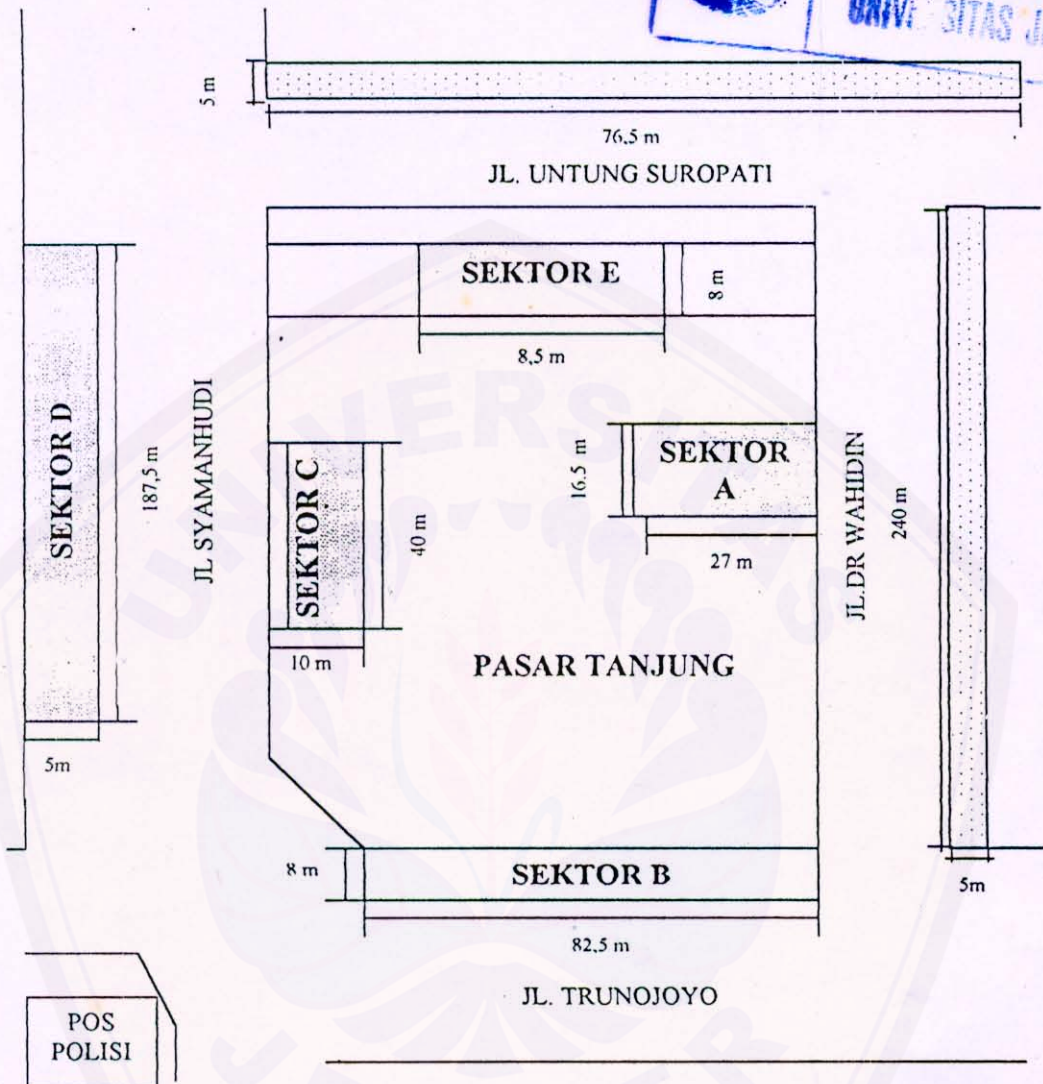 UNIVERSITAS
5 m
76,5 m
JL. UNTUNG SUROPATI
SEKTOR E
8 m
8,5 m
SEKTOR D
187,5 m
JL. SYAMANHUDI
SEKTOR C
40 m
10 m
16.5 m
SEKTOR
A
27 m
JL.DR WAHIDIN
240 m
PASAR TANJUNG
5m
8 m
SEKTOR B
5m
82,5 m
JL. TRUNOJOYO
POS
POLISI
UNIVERSITAS